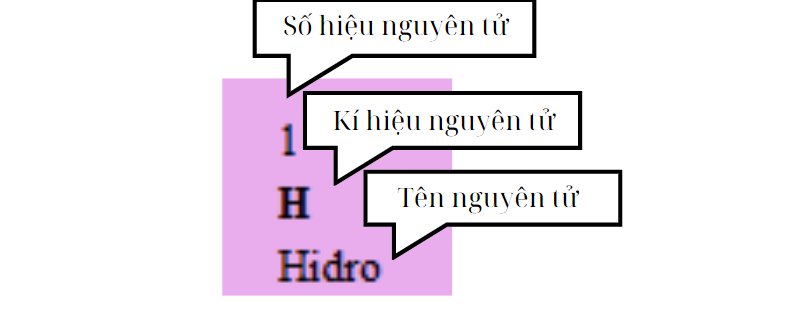 Số hiệu nguyên tử
1
Kí hiệu nguyên tử
H
Tên nguyên tử
Hidro